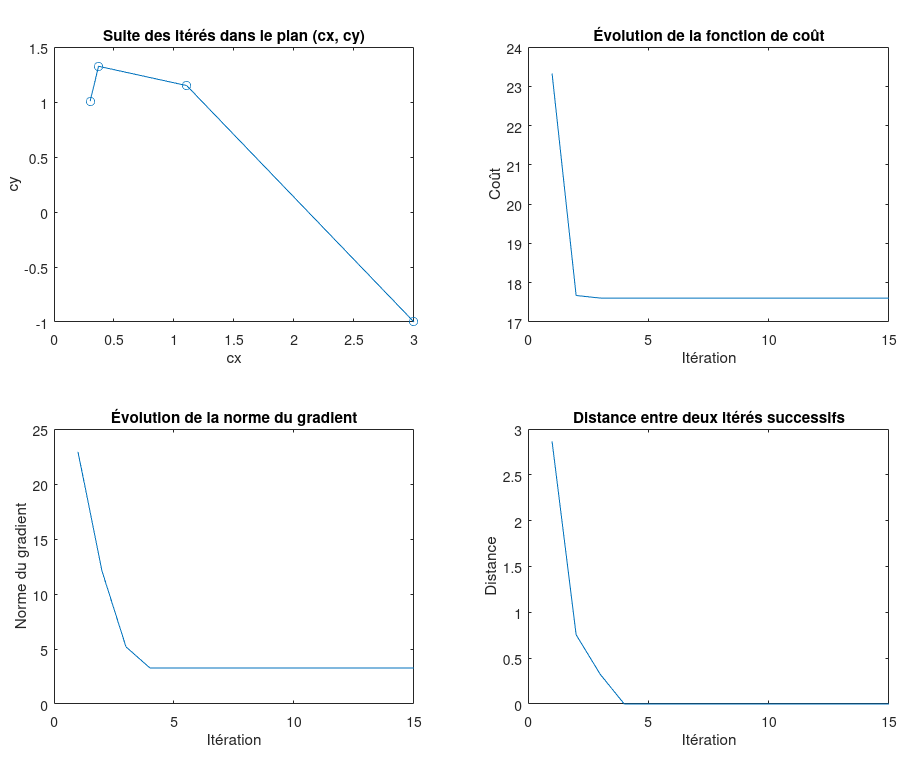 Suite des itérés dans le plan (cx, cy)
1.5
1
0.5
0
-0.5
-1
cy
0 0.5 1 1.5 2 2.5 3
cx
Évolution de la fonction de coût
24
23
22
21
20
19
18
17
Coût
0 5 10 15
Itération
Évolution de la norme du gradient
25
20
15
10
5
0
Norme du gradient
0 5 10 15
Itération
Distance entre deux itérés successifs
3
2.5
2
1.5
1
0.5
0
Distance
0 5 10 15
Itération